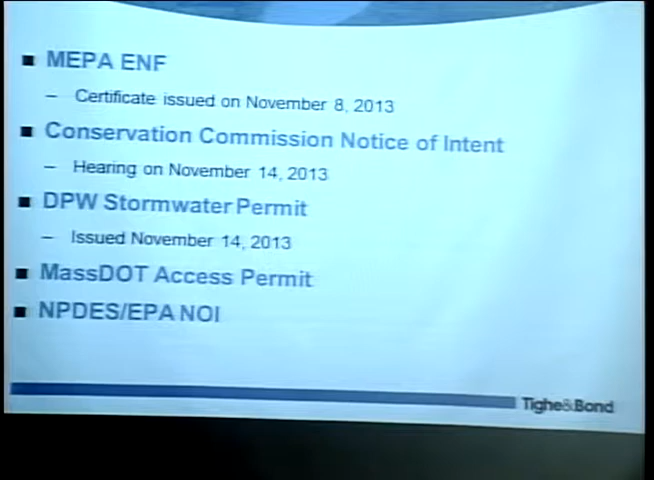 MEPA ENF
– Certificate issued on November 8, 2013
Conservation Commission Notice of Intent
– Hearing on November 14, 2013
DPW Stormwater Permit
– Issued November 14, 2013
MassDOT Access Permit
NPDES/EPA NOI
Tighe&Bond